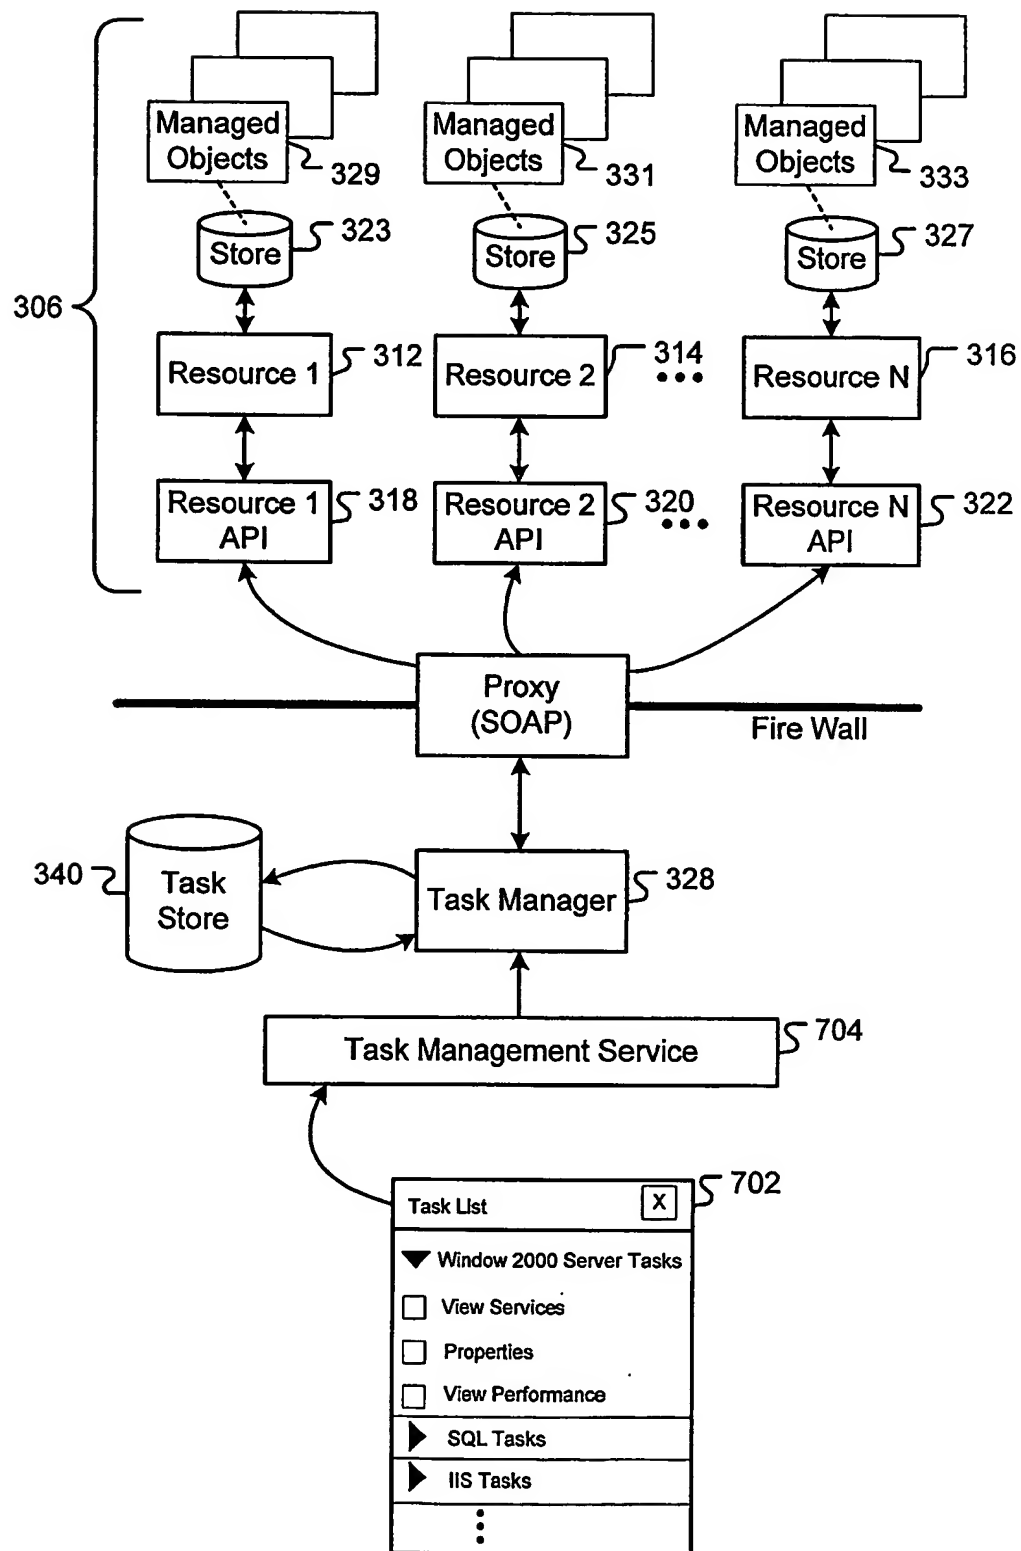 Managed
Objects
329
Managed
Objects
331
Managed
Objects
333
Store
323
Store
325
Store
327
306
Resource 1
312
Resource 2
314
Resource N
316
Resource 1
API
318
Resource 2
API
320
Resource N
API
322
Proxy
(SOAP)
Fire Wall
340
Task
Store
Task Manager
328
Task Management Service
704
Task List
X
702
Window 2000 Server Tasks
View Services
Properties
View Performance
SQL Tasks
IIS Tasks